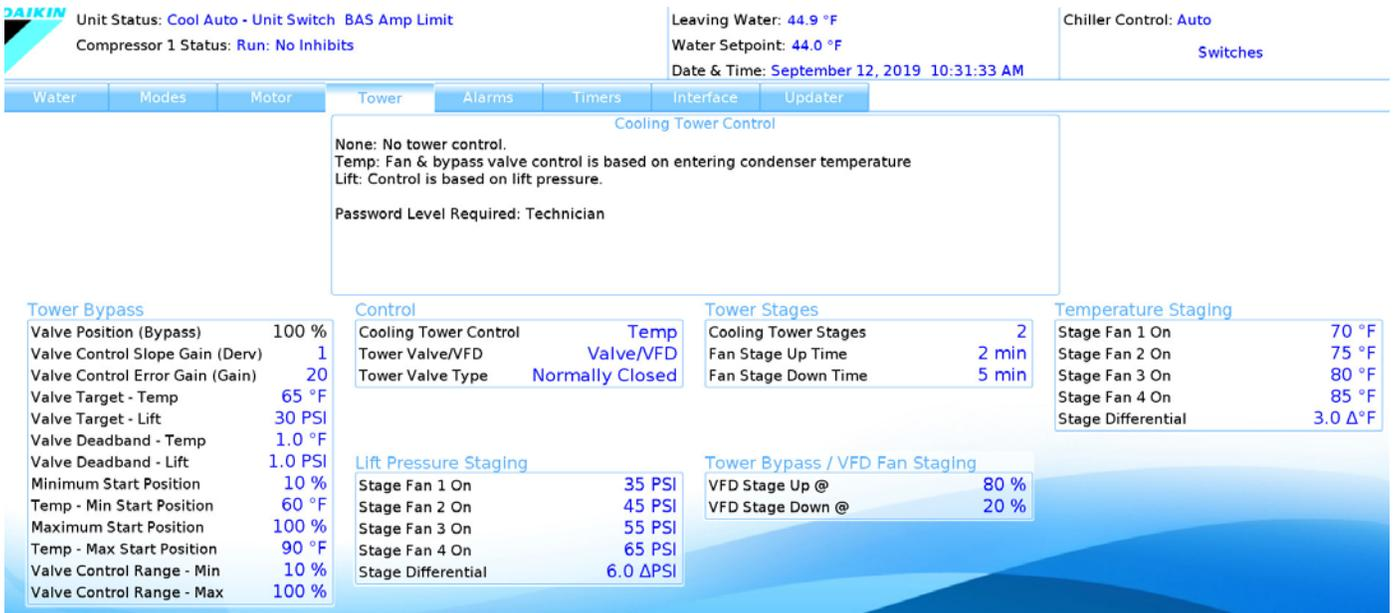 DAIKIN
Unit Status: Cool Auto - Unit Switch BAS Amp Limit
Compressor 1 Status: Run: No Inhibits
Leaving Water: 44.9 °F
Water Setpoint: 44.0 °F
Date & Time: September 12, 2019 10:31:33 AM
Chiller Control: Auto
Switches
Water Modes Motor Tower Alarms Timers Interface Updater
Cooling Tower Control
None: No tower control.
Temp: Fan & bypass valve control is based on entering condenser temperature
Lift: Control is based on lift pressure.
Password Level Required: Technician
Tower Bypass
Valve Position (Bypass) 100 %
Valve Control Slope Gain (Derv) 1
Valve Control Error Gain (Gain) 20
Valve Target - Temp 65 °F
Valve Target - Lift 30 PSI
Valve Deadband - Temp 1.0 °F
Valve Deadband - Lift 1.0 PSI
Minimum Start Position 10 %
Temp - Min Start Position 60 °F
Maximum Start Position 100 %
Temp - Max Start Position 90 °F
Valve Control Range - Min 10 %
Valve Control Range - Max 100 %
Control
Cooling Tower Control Temp
Tower Valve/VFD Valve/VFD
Tower Valve Type Normally Closed
Lift Pressure Staging
Stage Fan 1 On 35 PSI
Stage Fan 2 On 45 PSI
Stage Fan 3 On 55 PSI
Stage Fan 4 On 65 PSI
Stage Differential 6.0 ΔPSI
Tower Stages
Cooling Tower Stages 2
Fan Stage Up Time 2 min
Fan Stage Down Time 5 min
Tower Bypass / VFD Fan Staging
VFD Stage Up @ 80 %
VFD Stage Down @ 20 %
Temperature Staging
Stage Fan 1 On 70 °F
Stage Fan 2 On 75 °F
Stage Fan 3 On 80 °F
Stage Fan 4 On 85 °F
Stage Differential 3.0 Δ°F